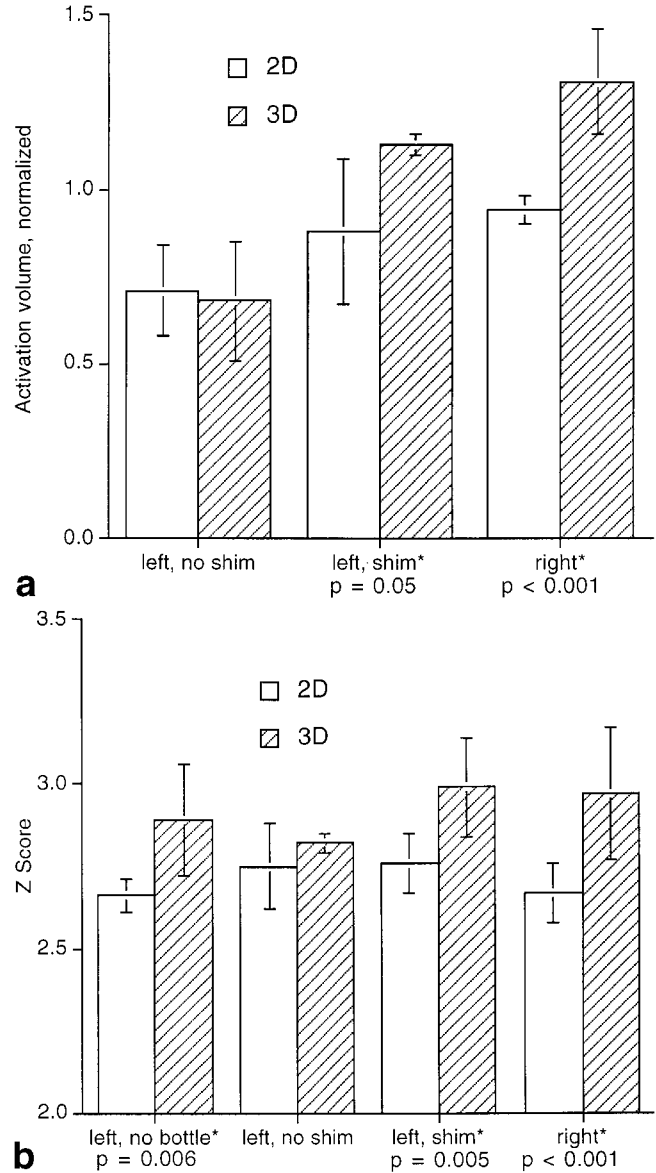 1.5
2D
3D
1.0
0.5
0.0
Activation volume, normalized
left, no shim
left, shim*
right*
p = 0.05
p < 0.001
a
3.5
2D
3D
3.0
2.5
2.0
Z Score
left, no bottle*
left, no shim
left, shim*
right*
p = 0.006
p = 0.005
p < 0.001
b